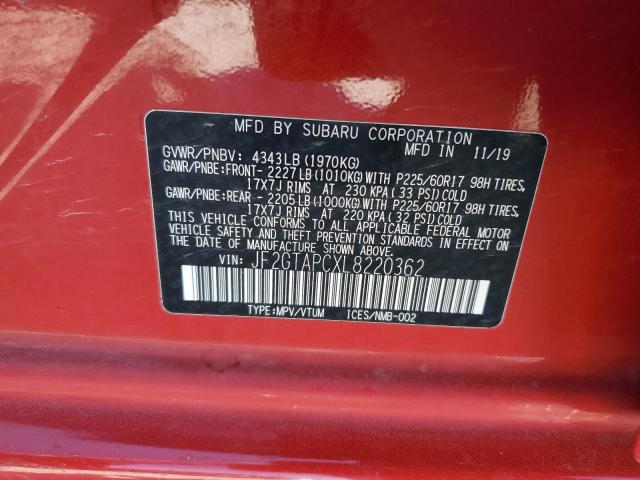 MFD BY SUBARU CORPORATION
MFD IN 11/19
GVWR/PNBV: 4343LB(1970KG)
GAWR/PNBE:FRONT- 2227LB(1010KG)WITH P225/60R17 98H TIRES,
17X7J RIMS AT 230 KPA(33 PSI)COLD
GAWR/PNBE:REAR - 2205LB(1000KG)WITH P225/60R17 98H TIRES,
17X7J RIMS AT 220 KPA(32 PSI)COLD
THIS VEHICLE CONFORMS TO ALL APPLICABLE FEDERAL MOTOR
VEHICLE SAFETY AND THEFT PREVENTION STANDARDS IN EFFECT
ON THE DATE OF MANUFACTURE SHOWN ABOVE.
VIN: JF2GTAPCXL8220362
TYPE:MPV/VTUM ICES/NMB-002